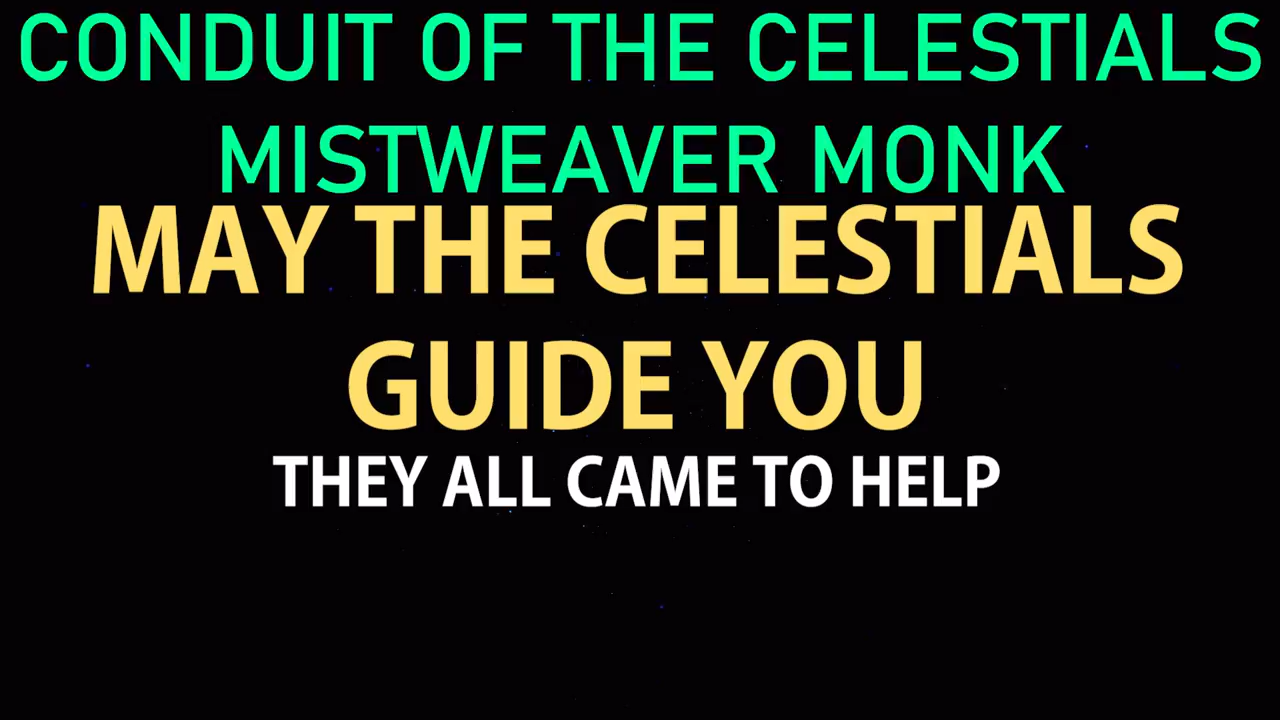 CONDUIT OF THE CELESTIALS
MISTWEAVER MONK
MAY THE CELESTIALS
GUIDE YOU
THEY ALL CAME TO HELP